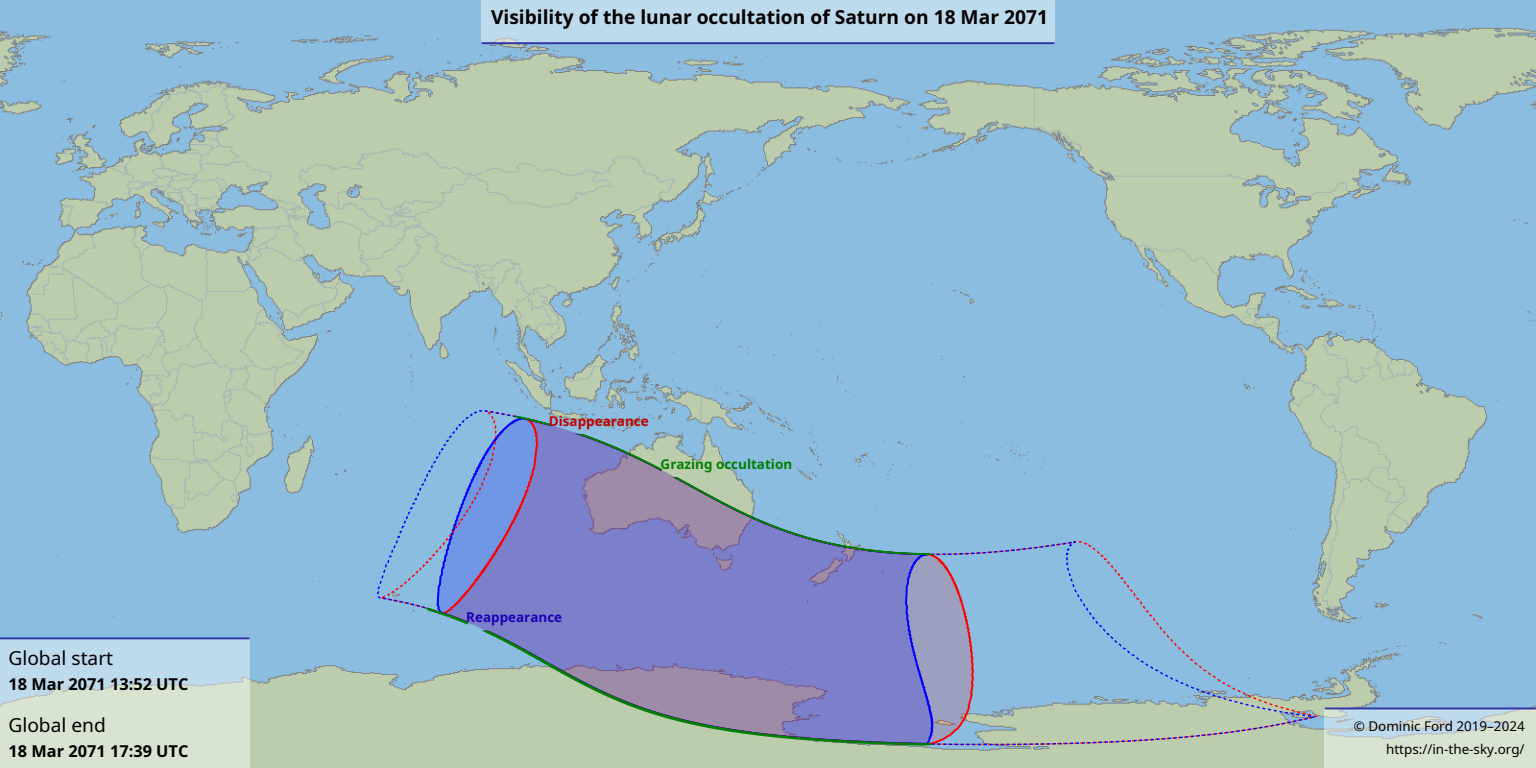 Visibility of the lunar occultation of Saturn on 18 Mar 2071
Disappearance
Grazing occultation
Reappearance
Global start
18 Mar 2071 13:52 UTC
Global end
18 Mar 2071 17:39 UTC
© Dominic Ford 2019–2024
https://in-the-sky.org/